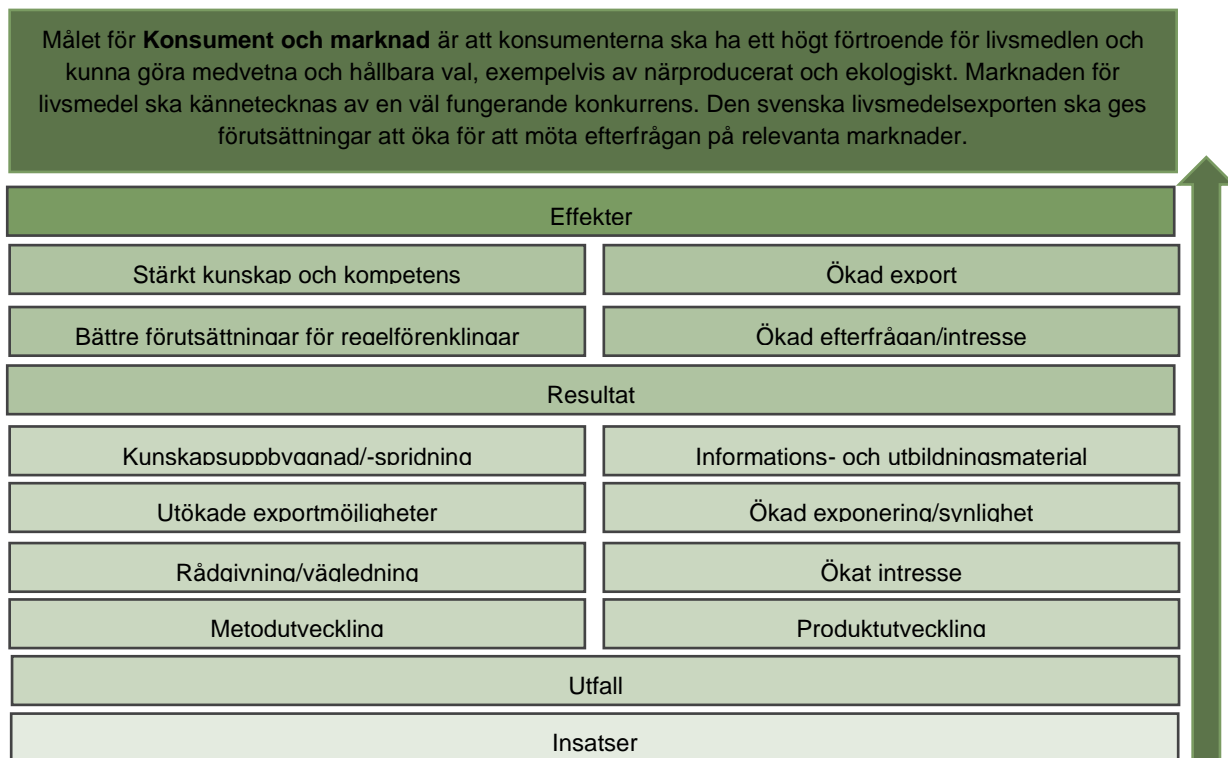 Målet för Konsument och marknad är att konsumenterna ska ha ett högt förtroende för livsmedlen och
kunna göra medvetna och hållbara val, exempelvis av närproducerat och ekologiskt. Marknaden för
livsmedel ska kännetecknas av en väl fungerande konkurrens. Den svenska livsmedelsexporten ska ges
förutsättningar att öka för att möta efterfrågan på relevanta marknader.
Effekter
Stärkt kunskap och kompetens
Ökad export
Bättre förutsättningar för regelförenklingar
Ökad efterfrågan/intresse
Resultat
Kunskapsuppbyggnad/-spridning
Informations- och utbildningsmaterial
Utökade exportmöjligheter
Ökad exponering/synlighet
Rådgivning/vägledning
Ökat intresse
Metodutveckling
Produktutveckling
Utfall
Insatser